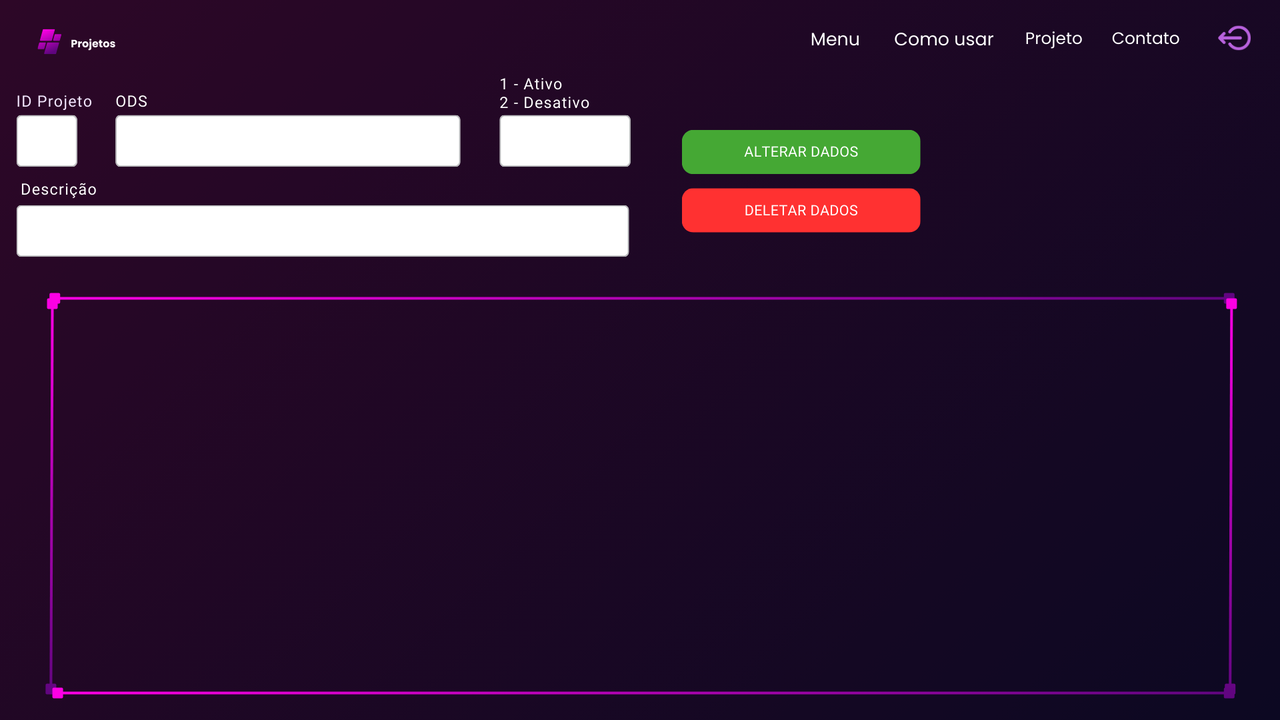 Projetos
Menu
Como usar
Projeto
Contato
1 - Ativo
2 - Desativo
ID Projeto
ODS
ALTERAR DADOS
Descrição
DELETAR DADOS